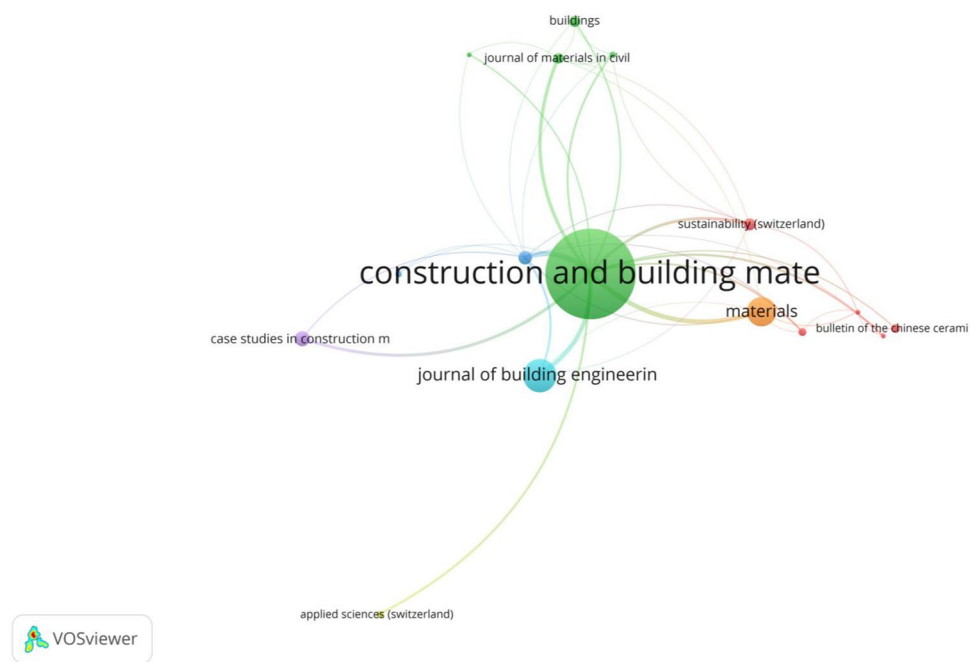 buildings
journal of materials in civil
sustainability (switzerland)
construction and building mate
materials
bulletin of the chinese cerami
case studies in construction m
journal of building engineerin
applied sciences (switzerland)
VOSviewer